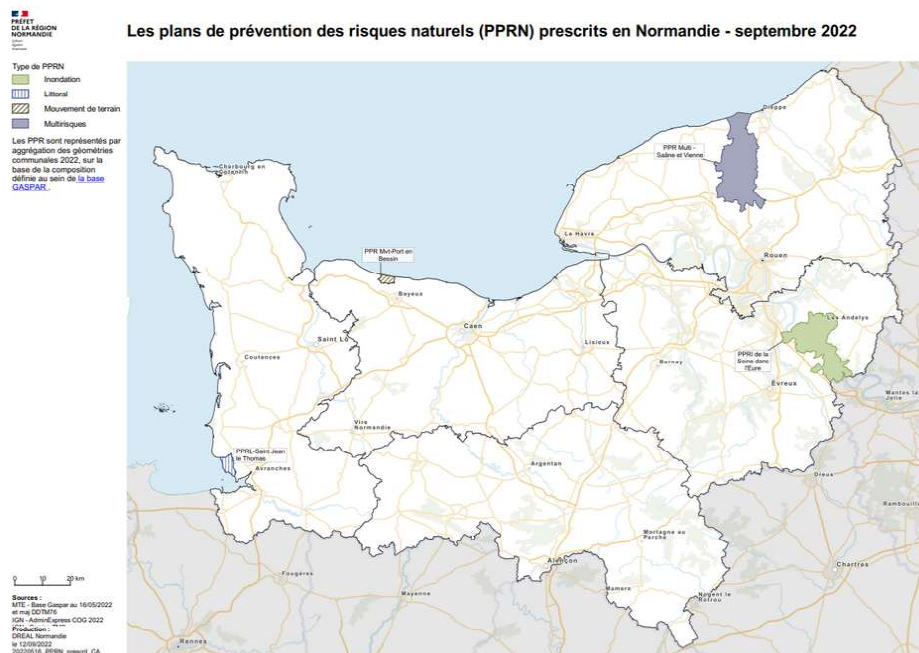 PRÉFET
DE LA RÉGION
NORMANDIE
Les plans de prévention des risques naturels (PPRN) prescrits en Normandie - septembre 2022
Type de PPRN
Inondation
Littoral
Mouvement de terrain
Multirisques
Les PPR sont représentés par
aggrégation des géométries
communales 2022, sur la
base de la composition
définie au sein de la base
GASPAR .
Dieppe
PPR Multi -
Saâne et Vienne
Cherbourg en
Cotentin
Le Havre
Rouen
PPR Mvt-Port en
Bessin
Bayeux
Caen
Les Andelys
Saint Lô
Lisieux
Coutances
Bernay
PPRI de la
Seine dans
l'Eure
Évreux
Mantes la
Jolie
Vire
Normandie
PPRL-Saint Jean
le Thomas
Avranches
Argentan
Dreux
Rambouill
Mortagne au
Perche
Alençon
Chartres
Fougères
Mayenne
Mamers
Nogent le
Rotrou
Rennes
0 10 20 km
Sources :
MTE - Base Gaspar au 16/05/2022
et maj DDTM76
IGN - AdminExpress COG 2022
Production :
DREAL Normandie
le 12/09/2022